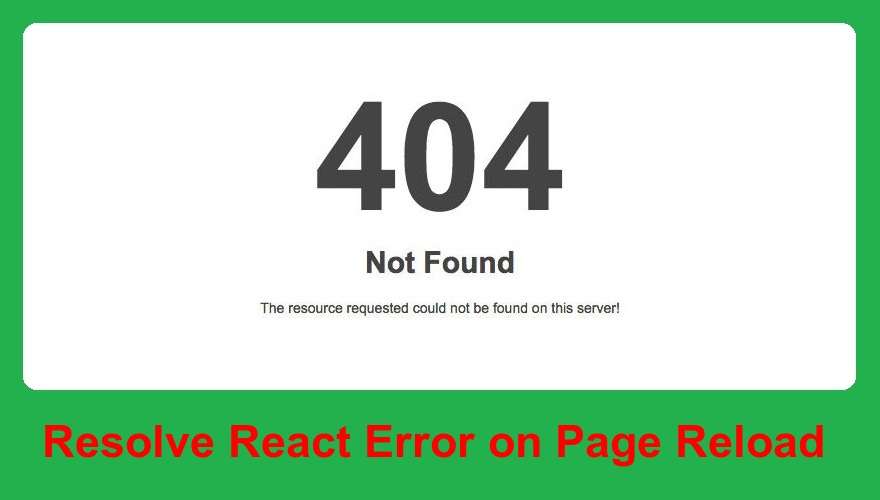 404
Not Found
The resource requested could not be found on this server!
Resolve React Error on Page Reload